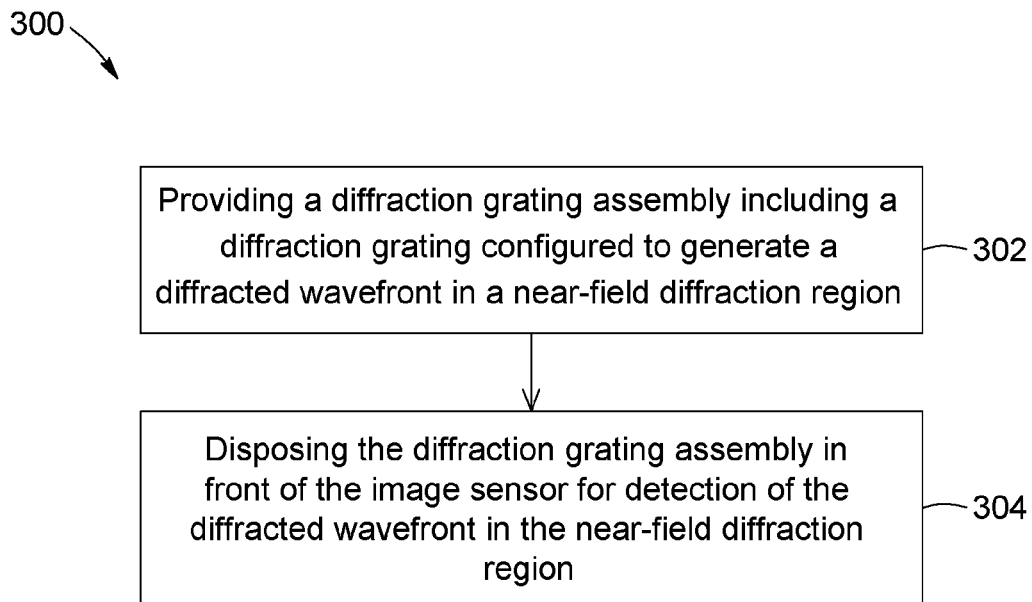 300
Providing a diffraction grating assembly including a
diffraction grating configured to generate a
diffracted wavefront in a near-field diffraction region
302
Disposing the diffraction grating assembly in
front of the image sensor for detection of the
diffracted wavefront in the near-field diffraction
region
304